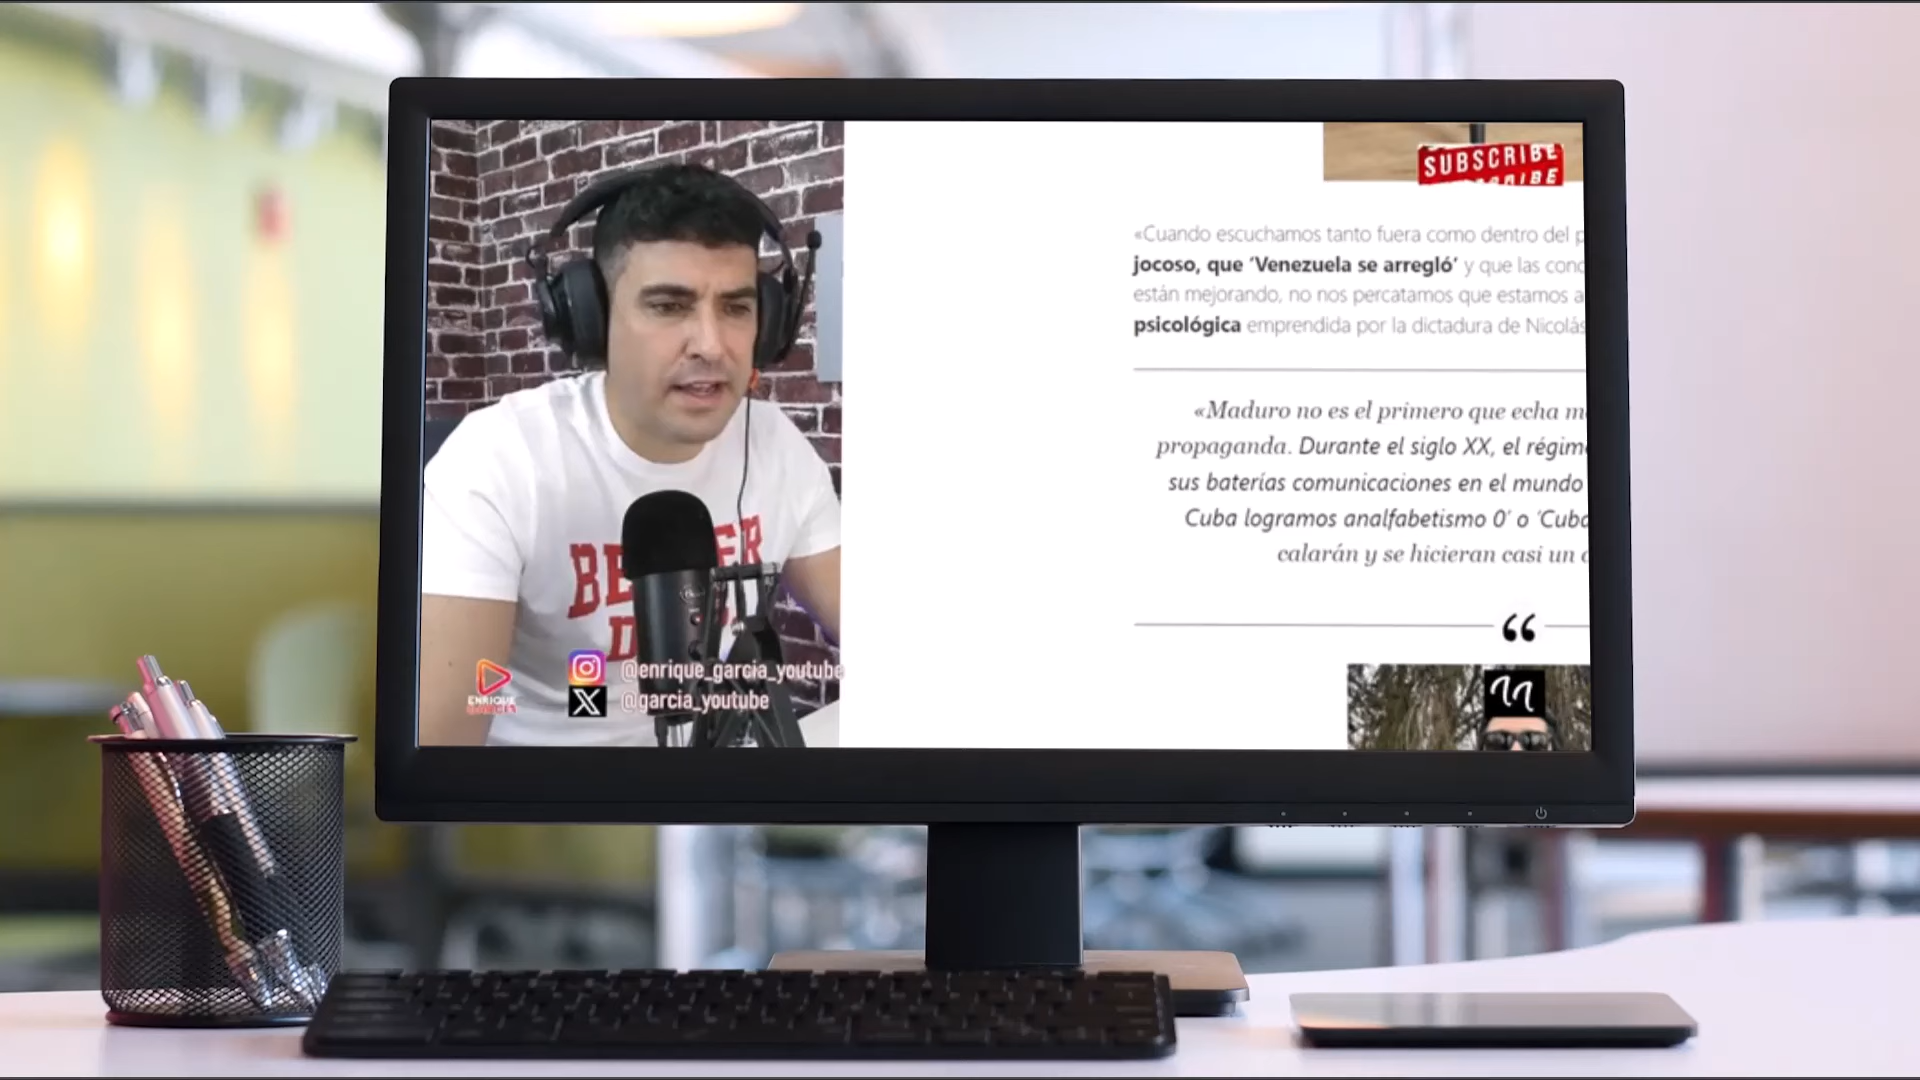 SUBSCRIBE
«Cuando escuchamos tanto fuera como dentro del p
jocoso, que ‘Venezuela se arregló’ y que las cond
están mejorando, no nos percatamos que estamos a
psicológica emprendida por la dictadura de Nicolás
«Maduro no es el primero que echa m
propaganda. Durante el siglo XX, el régim
sus baterías comunicaciones en el mundo
Cuba logramos analfabetismo 0’ o ‘Cuba
calarán y se hicieran casi un
“
@enrique_garcia_youtube
@garcia_youtube
ENRIQUE
GARCIA